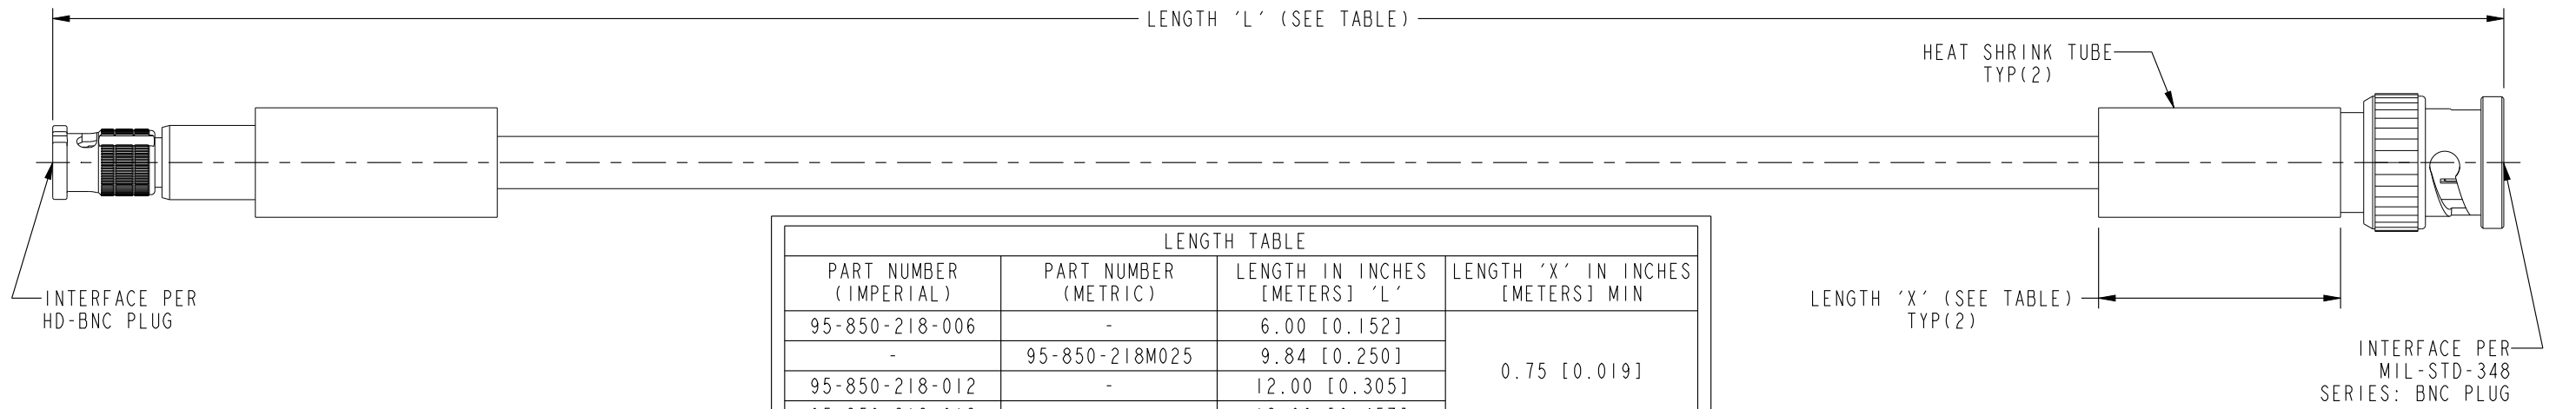 LENGTH 'L' (SEE TABLE)
HEAT SHRINK TUBE
TYP(2)
INTERFACE PER
HD-BNC PLUG
LENGTH TABLE
PART NUMBER (IMPERIAL) PART NUMBER (METRIC) LENGTH IN INCHES [METERS] 'L' LENGTH 'X' IN INCHES [METERS] MIN
95-850-218-006 - 6.00 [0.152]
- 95-850-218M025 9.84 [0.250]
0.75 [0.019]
95-850-218-012 - 12.00 [0.305]
LENGTH 'X' (SEE TABLE)
TYP(2)
INTERFACE PER
MIL-STD-348
SERIES: BNC PLUG